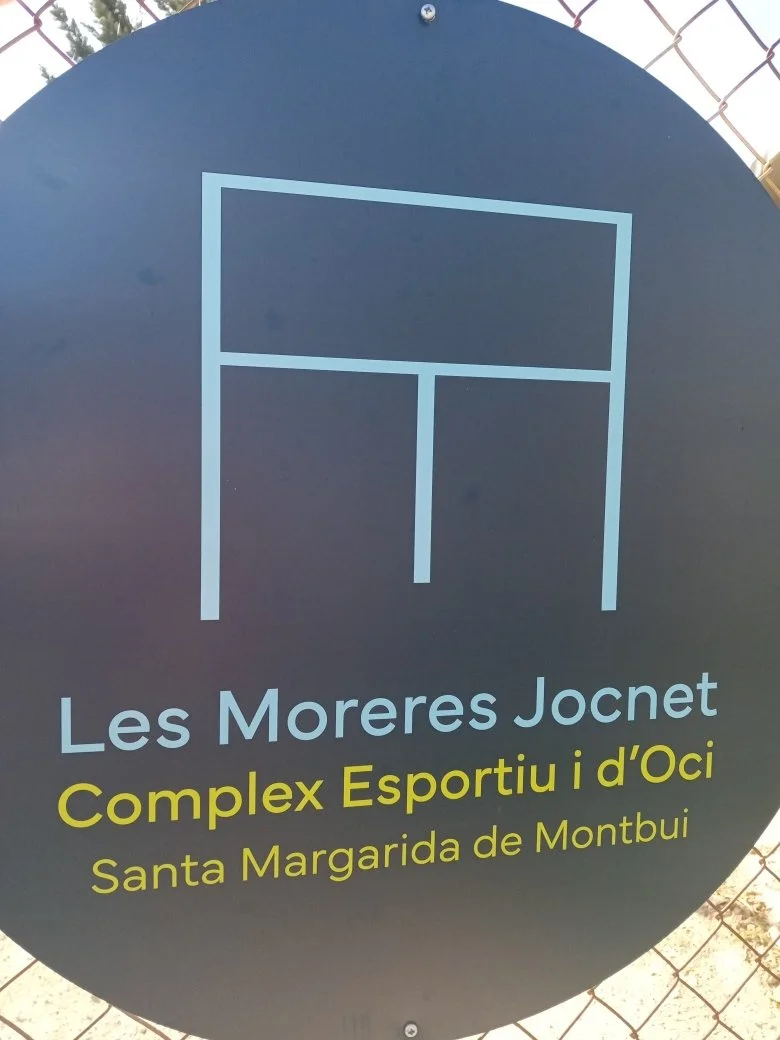 Les Moreres Jocnet
Complex Esportiu i d’Oci
Santa Margarida de Montbui